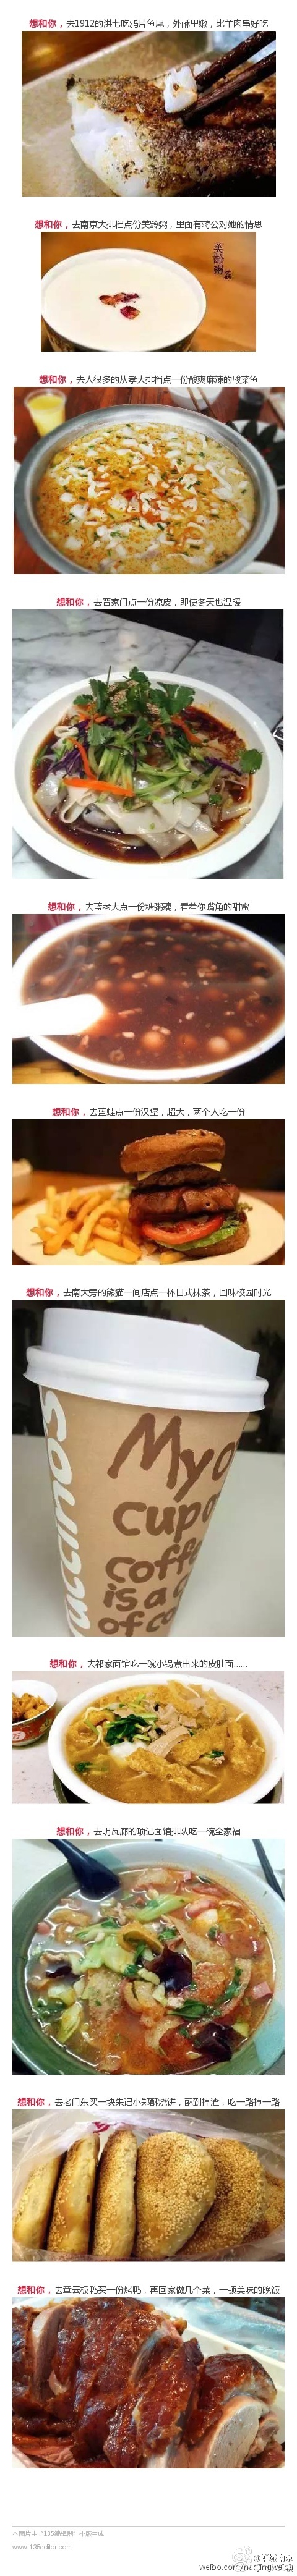 想和你，去1912的洪七吃鸦片鱼尾，外酥里嫩，比羊肉串好吃
美龄粥
想和你，去南京大排档点份美龄粥，里面有蒋公对她的情思
想和你，去人很多的从孝大排档点一份酸爽麻辣的酸菜鱼
想和你，去晋家门点一份凉皮，即使冬天也温暖
想和你，去蓝老大点一份糖粥藕，看着你嘴角的甜蜜
想和你，去蓝蛙点一份汉堡，超大，两个人吃一份
想和你，去南大旁的熊猫一间店点一杯日式抹茶，回味校园时光
My
cup
coff
is a
of co
想和你，去祁家面馆吃一碗小锅煮出来的皮肚面……
想和你，去明瓦廊的项记面馆排队吃一碗全家福
想和你，去老门东买一块朱记小郑酥烧饼，酥到掉渣，吃一路掉一路
想和你，去章云板鸭买一份烤鸭，再回家做几个菜，一顿美味的晚饭
本图片由"135编辑器"排版生成
www.135editor.com